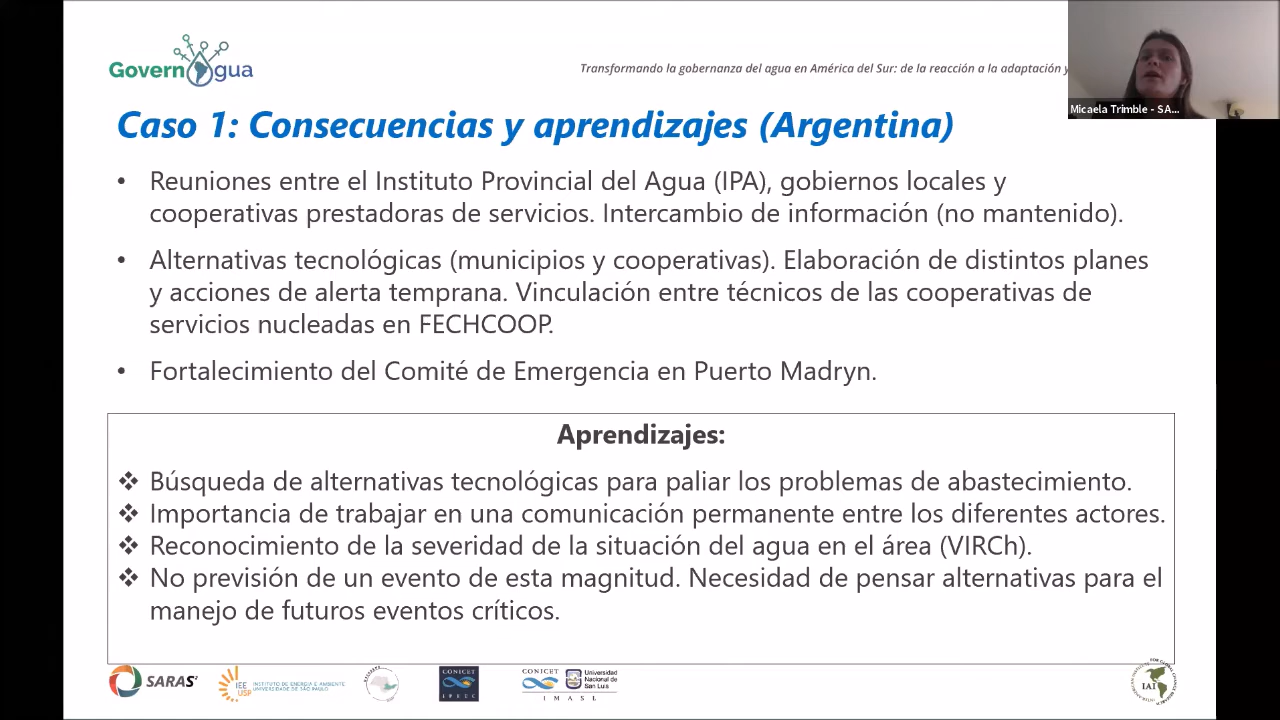 GovernAgua
Transformando la gobernanza del agua en América del Sur: de la reacción a la adaptación y
Micaela Trimble - SA...
Caso 1: Consecuencias y aprendizajes (Argentina)
• Reuniones entre el Instituto Provincial del Agua (IPA), gobiernos locales y
cooperativas prestadoras de servicios. Intercambio de información (no mantenido).
• Alternativas tecnológicas (municipios y cooperativas). Elaboración de distintos planes
y acciones de alerta temprana. Vinculación entre técnicos de las cooperativas de
servicios nucleadas en FECHCOOP.
• Fortalecimiento del Comité de Emergencia en Puerto Madryn.
Aprendizajes:
❖ Búsqueda de alternativas tecnológicas para paliar los problemas de abastecimiento.
❖ Importancia de trabajar en una comunicación permanente entre los diferentes actores.
❖ Reconocimiento de la severidad de la situación del agua en el área (VIRCh).
❖ No previsión de un evento de esta magnitud. Necesidad de pensar alternativas para el
manejo de futuros eventos críticos.
SARAS²
IEE
USP
INSTITUTO DE ENERGIA E AMBIENTE
UNIVERSIDADE DE SÃO PAULO
CONICET
IPEEC
CONICET
Universidad
Nacional de
San Luis
IMASL
IAI